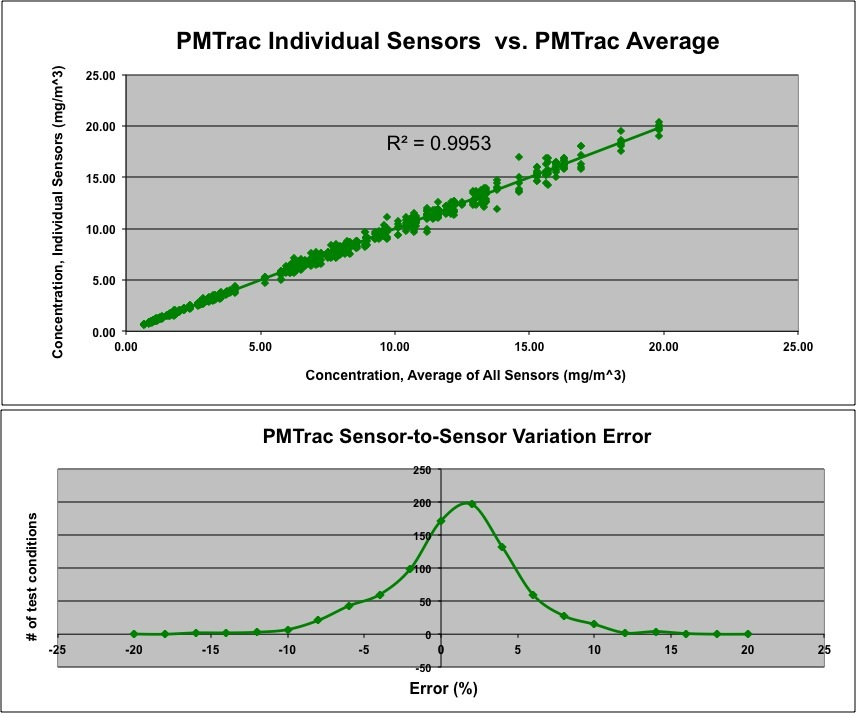 PMTrac Individual Sensors  vs. PMTrac Average
Concentration, Individual Sensors (mg/m^3)
25.00
20.00
15.00
10.00
5.00
0.00
R² = 0.9953
0.00 5.00 10.00 15.00 20.00 25.00
Concentration, Average of All Sensors (mg/m^3)
PMTrac Sensor-to-Sensor Variation Error
# of test conditions
250
200
150
100
50
0
-50
-25 -20 -15 -10 -5 0 5 10 15 20 25
Error (%)